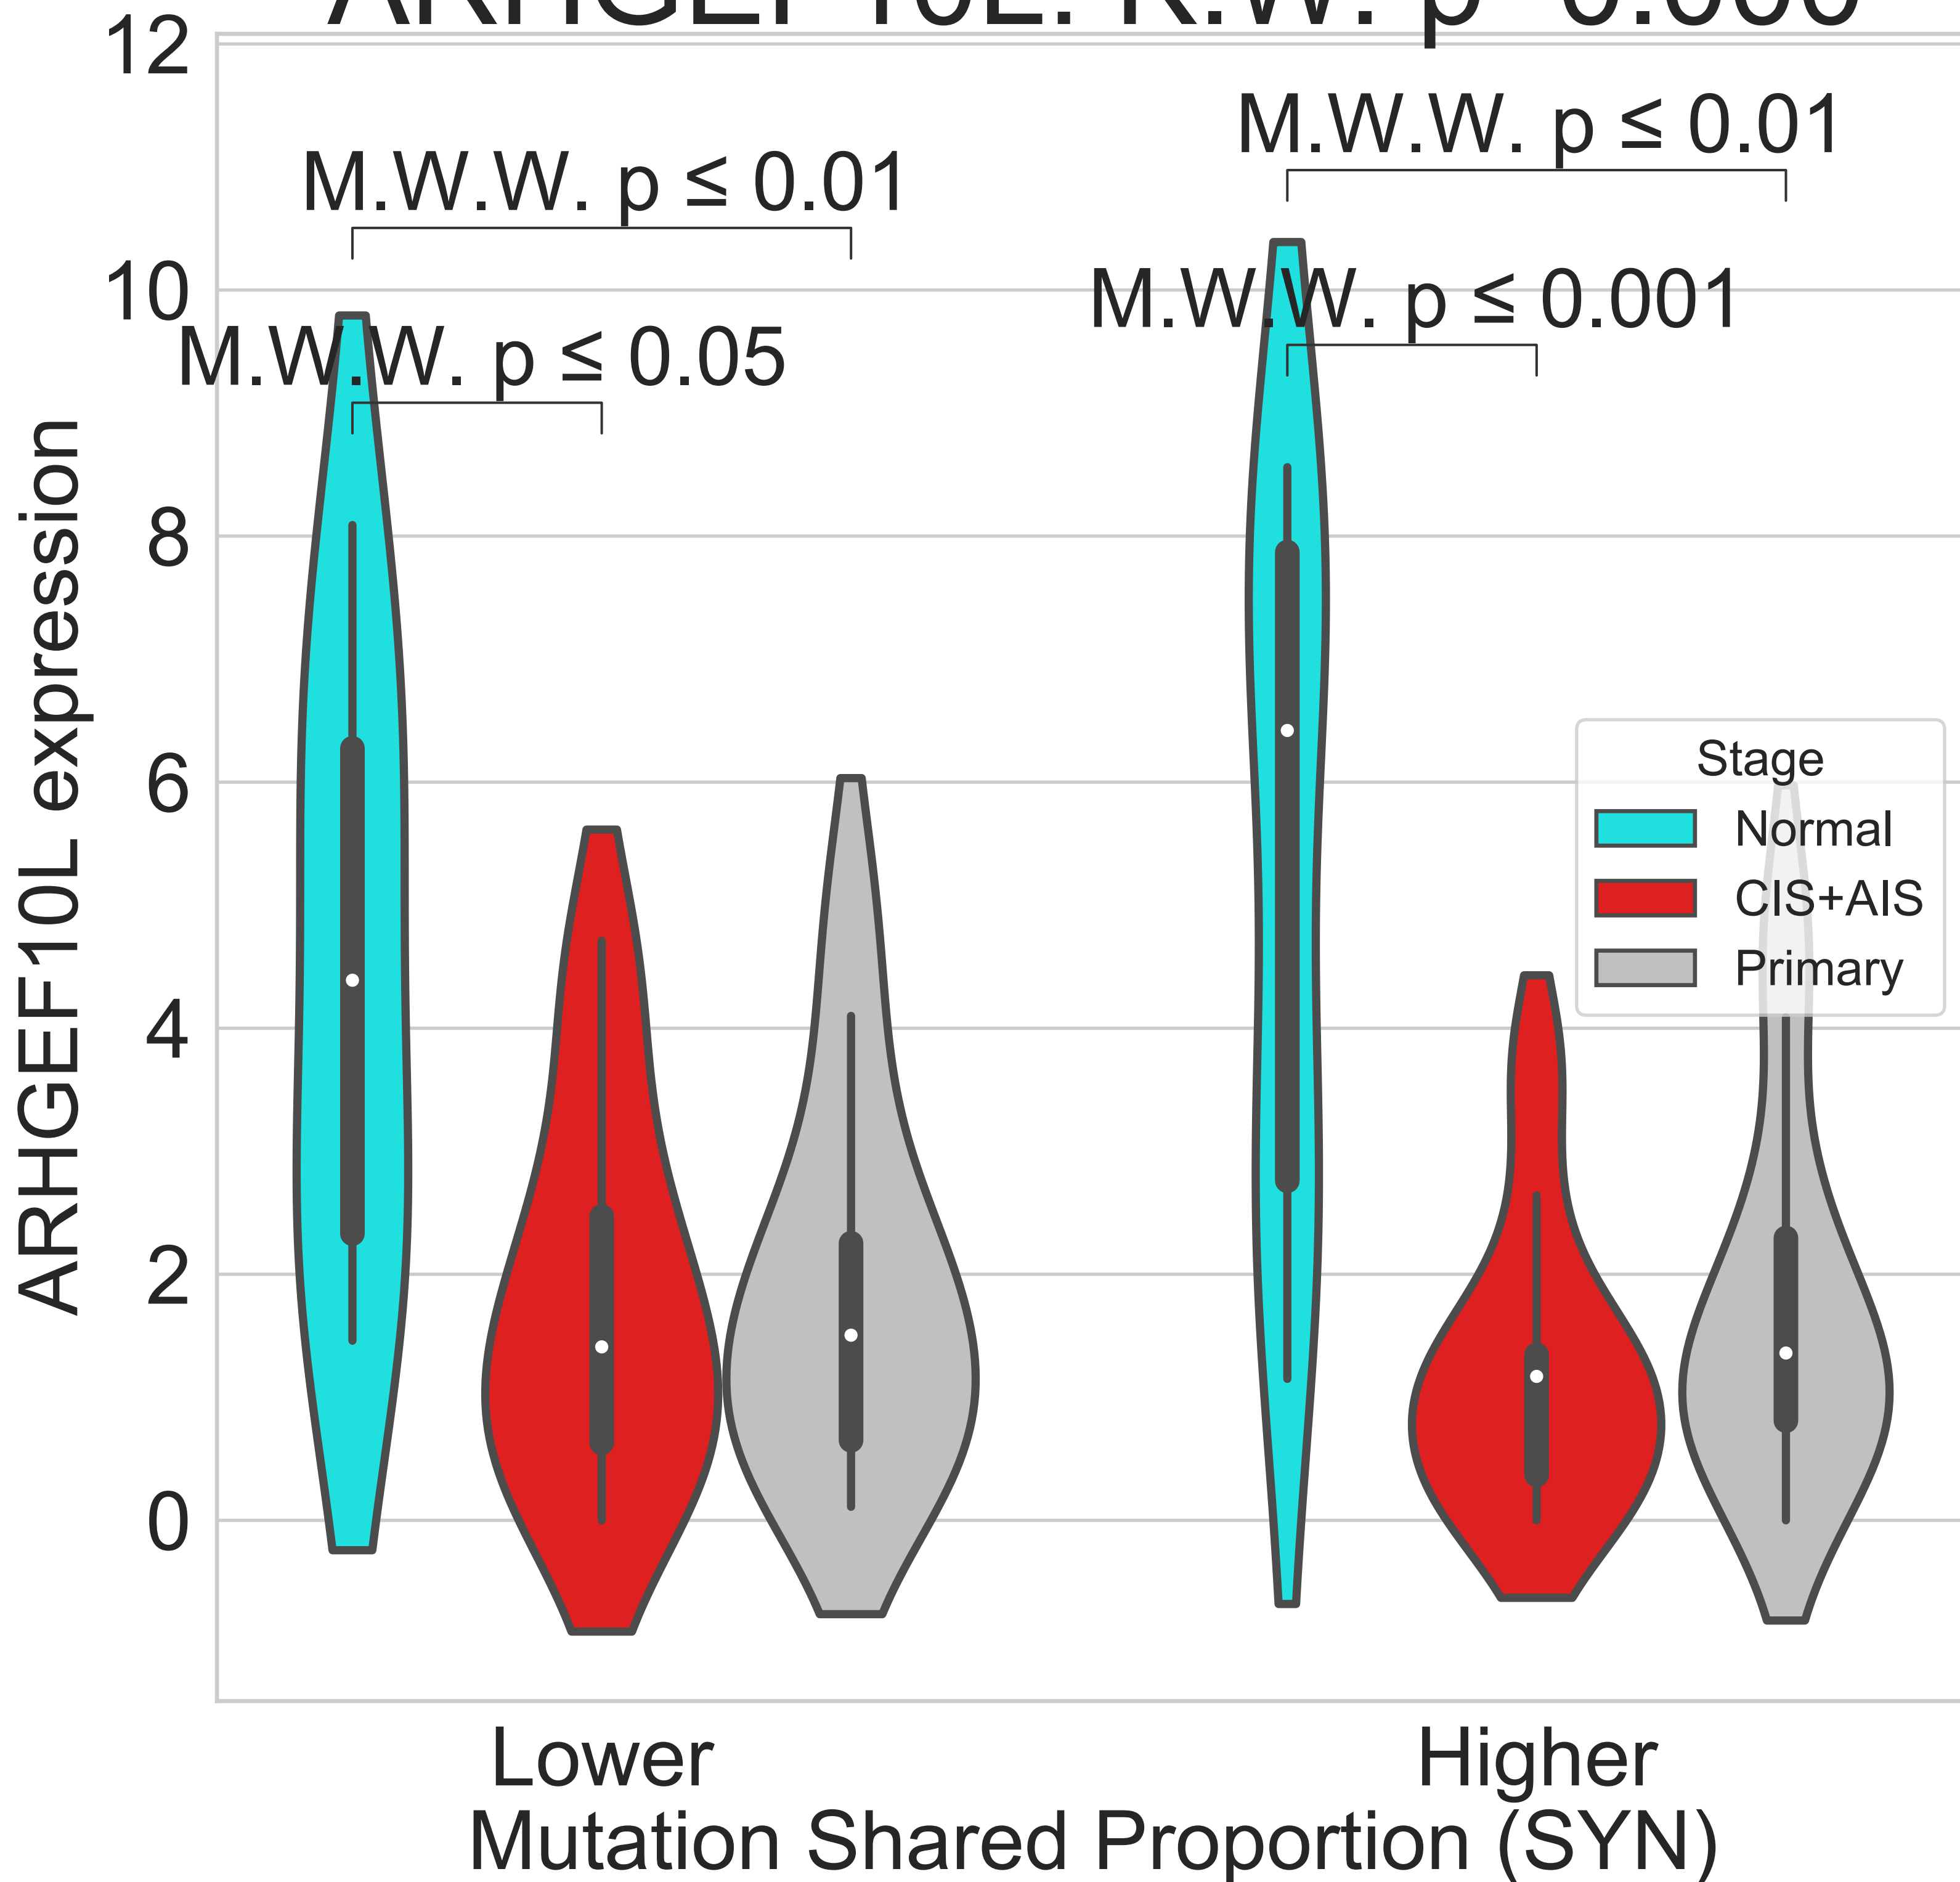 ARHGEF10L: K.W. p
12
M.W.W. p ≤ 0.01
M.W.W. p ≤ 0.01
10
M.W.W. p ≤ 0.001
M.W.W. p ≤ 0.05
8
6
4
2
0
ARHGEF10L expression
Stage
Normal
CIS+AIS
Primary
Lower
Higher
Mutation Shared Proportion (SYN)